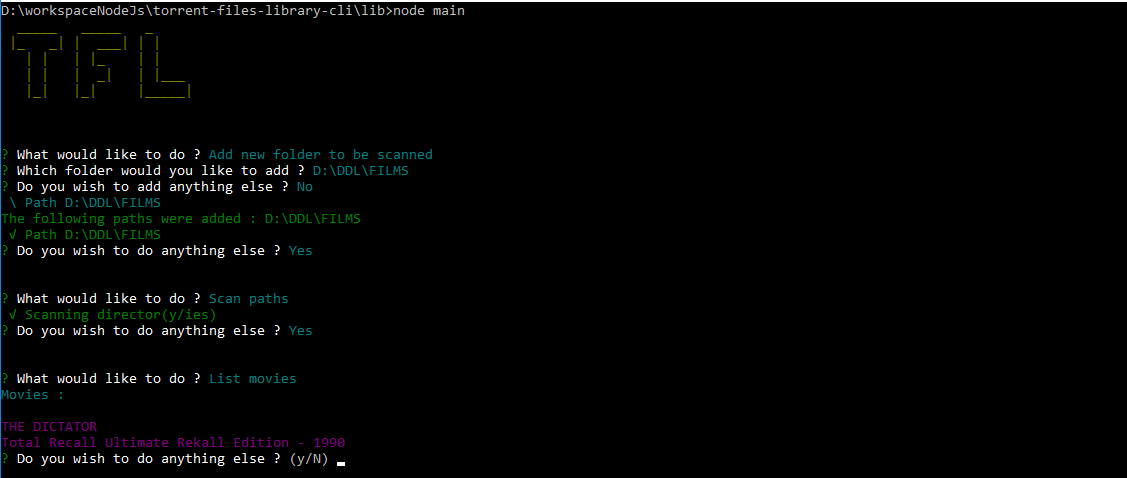 D:\workspaceNodeJs\torrent-files-library-cli\lib>node main
TFL
? What would like to do ? Add new folder to be scanned
? Which folder would you like to add ? D:\DDL\FILMS
? Do you wish to add anything else ? No
\ Path D:\DDL\FILMS
The following paths were added : D:\DDL\FILMS
√ Path D:\DDL\FILMS
? Do you wish to do anything else ? Yes
? What would like to do ? Scan paths
√ Scanning director(y/ies)
? Do you wish to do anything else ? Yes
? What would like to do ? List movies
Movies :
THE DICTATOR
Total Recall Ultimate Rekall Edition - 1990
? Do you wish to do anything else ? (y/N)